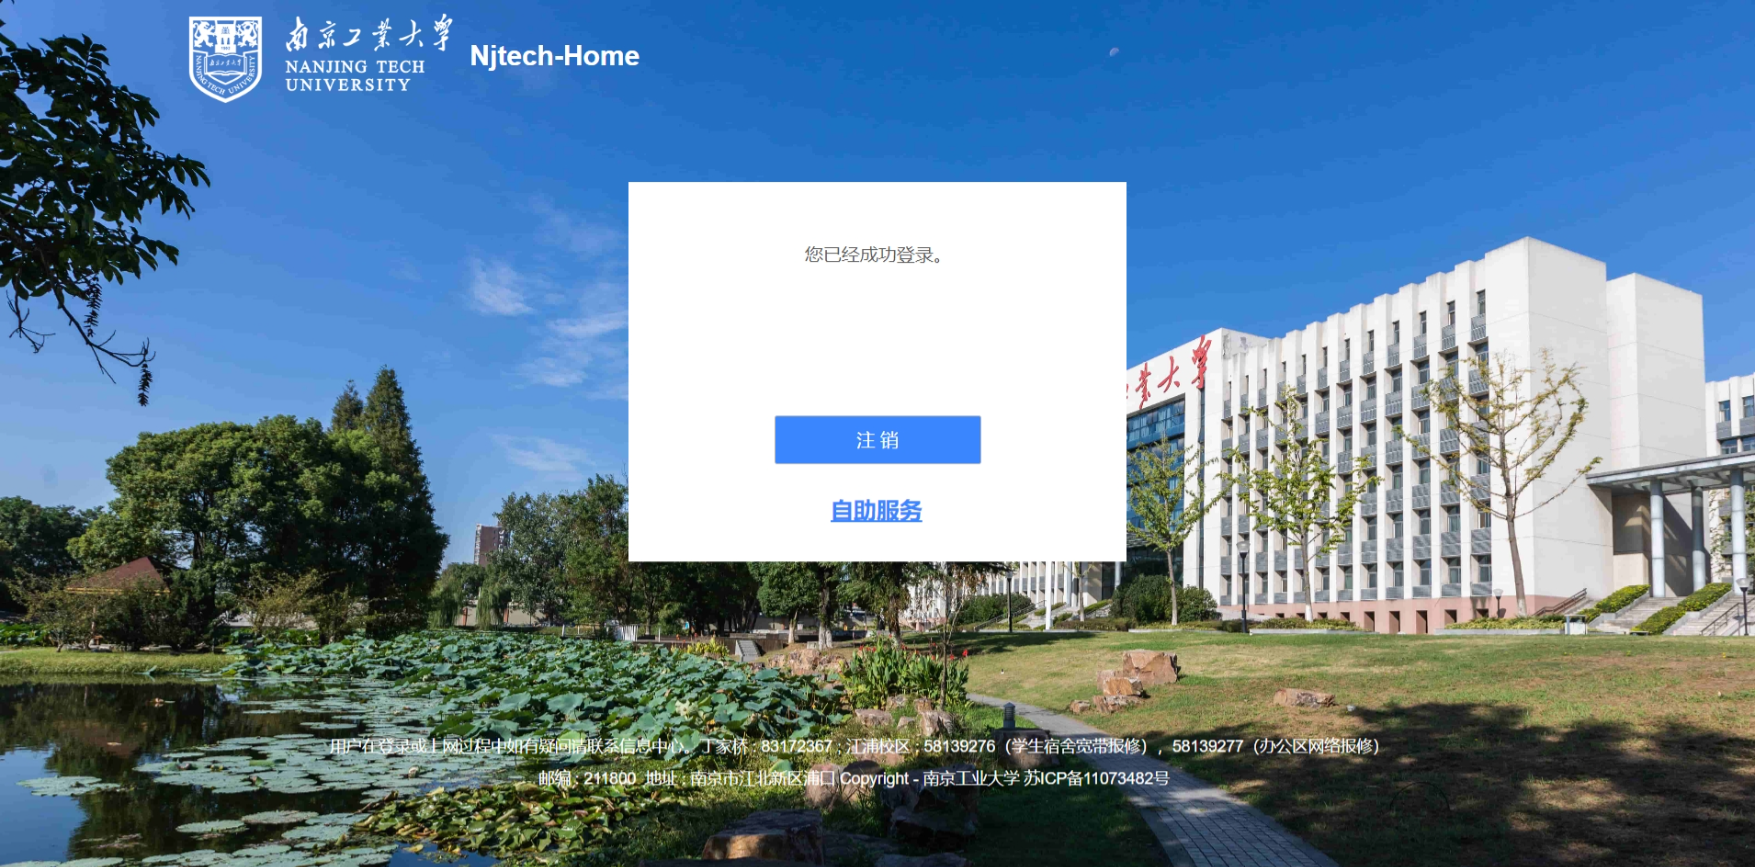 南京工业大学
NANJING TECH
UNIVERSITY
Njtech-Home
您已经成功登录。
业大学
注 销
自助服务
用户在登录或上网过程中如有疑问请联系信息中心。丁家桥 : 83172367 ; 江浦校区 : 58139276（学生宿舍宽带报修），58139277（办公区网络报修）
邮编 : 211800 地址 : 南京市江北新区浦口 Copyright - 南京工业大学 苏ICP备11073482号